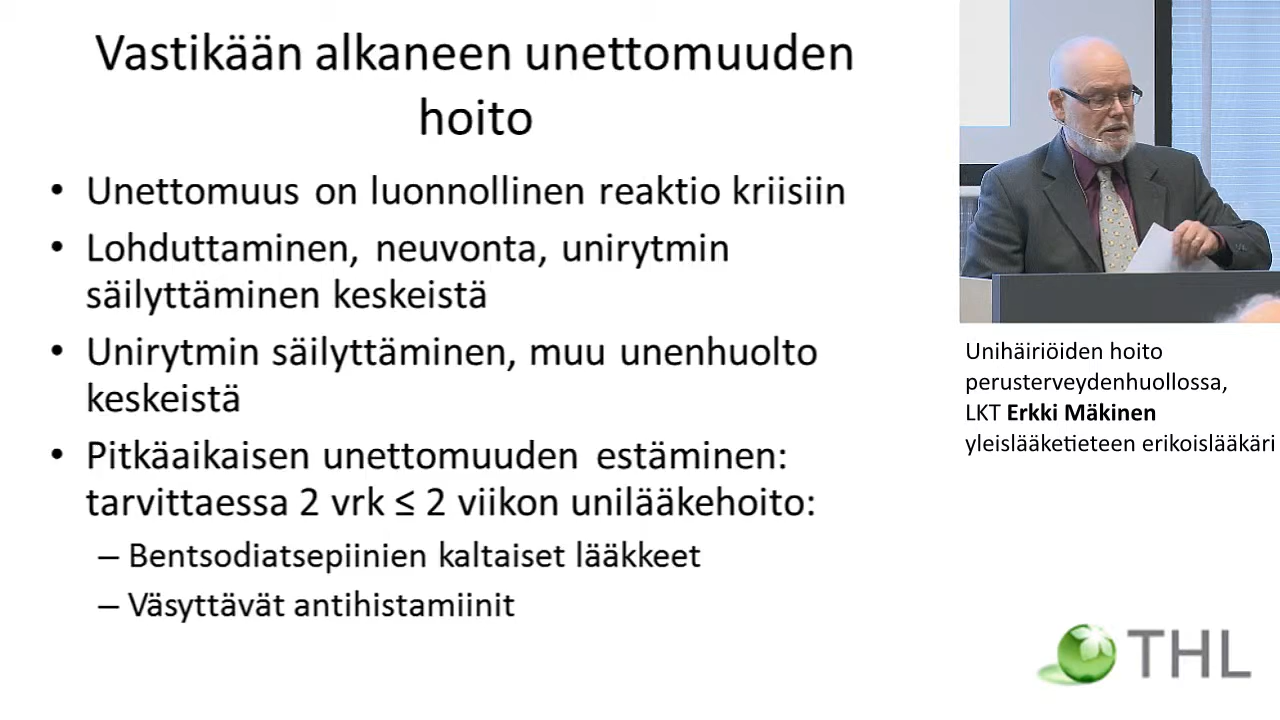 Vastikään alkaneen unettomuuden
hoito
• Unettomuus on luonnollinen reaktio kriisiin
• Lohduttaminen, neuvonta, unirytmin
säilyttäminen keskeistä
• Unirytmin säilyttäminen, muu unenhuolto
keskeistä
• Pitkäaikaisen unettomuuden estäminen:
tarvittaessa 2 vrk ≤ 2 viikon unilääkehoito:
– Bentsodiatsepiinien kaltaiset lääkkeet
– Väsyttävät antihistamiinit
Unihäiriöiden hoito
perusterveydenhuollossa,
LKT Erkki Mäkinen
yleislääketieteen erikoislääkäri
THL